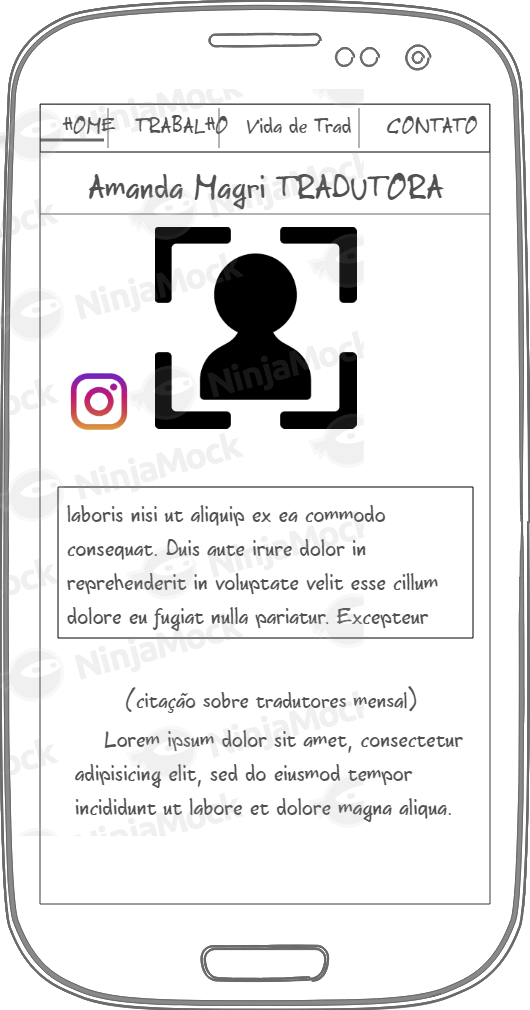 HOME TRABALHO Vida de Trad CONTATO
Amanda Magri TRADUTORA
laboris nisi ut aliquip ex ea commodo
consequat. Duis aute irure dolor in
reprehenderit in voluptate velit esse cillum
dolore eu fugiat nulla pariatur. Excepteur
(citação sobre tradutores mensal)
Lorem ipsum dolor sit amet, consectetur
adipisicing elit, sed do eiusmod tempor
incididunt ut labore et dolore magna aliqua.
NinjaMock